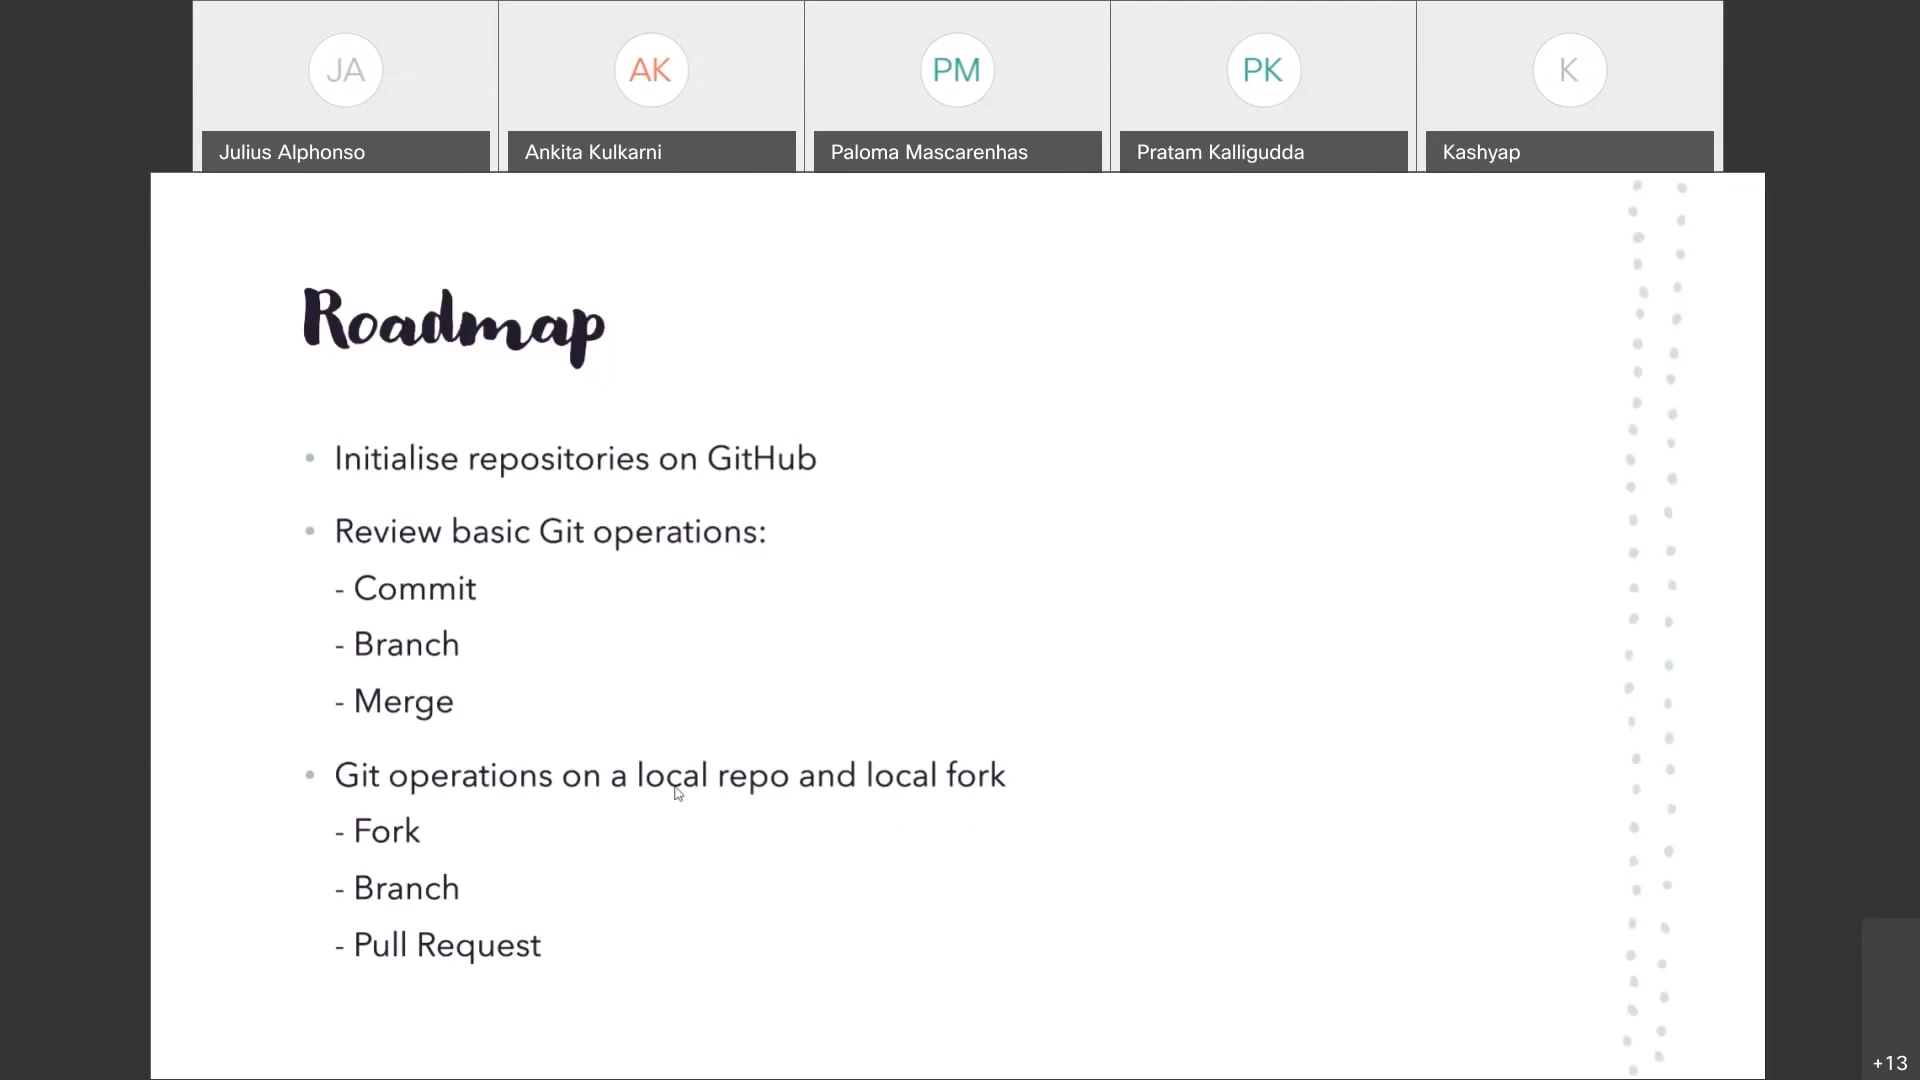 JA
AK
PM
PK
K
Julius Alphonso
Ankita Kulkarni
Paloma Mascarenhas
Pratam Kalligudda
Kashyap
Roadmap
• Initialise repositories on GitHub
• Review basic Git operations:
- Commit
- Branch
- Merge
• Git operations on a local repo and local fork
- Fork
- Branch
- Pull Request
+13